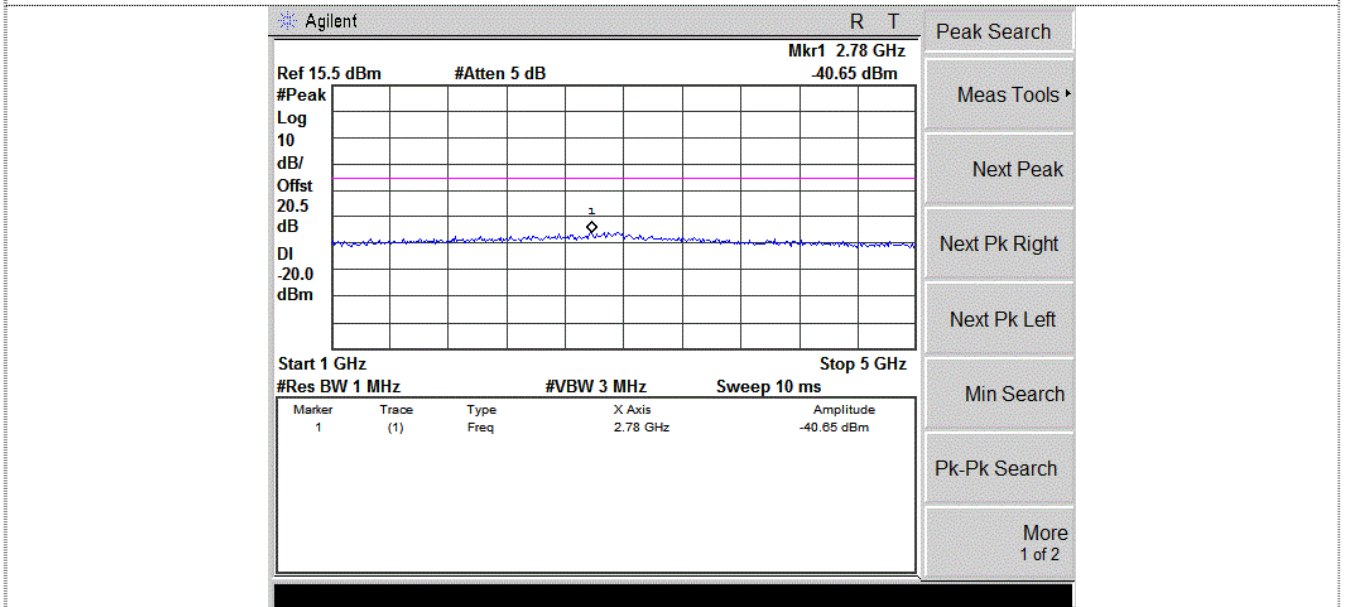 Agilent
R T
Peak Search
Mkr1 2.78 GHz
Ref 15.5 dBm #Atten 5 dB -40.65 dBm
#Peak
Log
10
dB/
Offst
20.5
dB
DI
-20.0
dBm
1
Start 1 GHz Stop 5 GHz
#Res BW 1 MHz #VBW 3 MHz Sweep 10 ms
Marker Trace Type X Axis Amplitude
1 (1) Freq 2.78 GHz -40.65 dBm
Meas Tools
Next Peak
Next Pk Right
Next Pk Left
Min Search
Pk-Pk Search
More
1 of 2